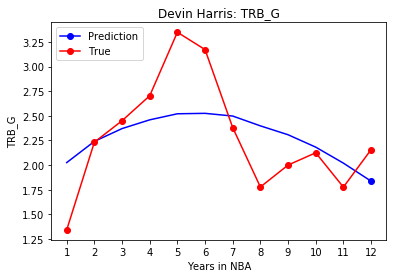 Devin Harris: TRB_G
Prediction
True
TRB_G
3.25
3.00
2.75
2.50
2.25
2.00
1.75
1.50
1.25
1 2 3 4 5 6 7 8 9 10 11 12
Years in NBA